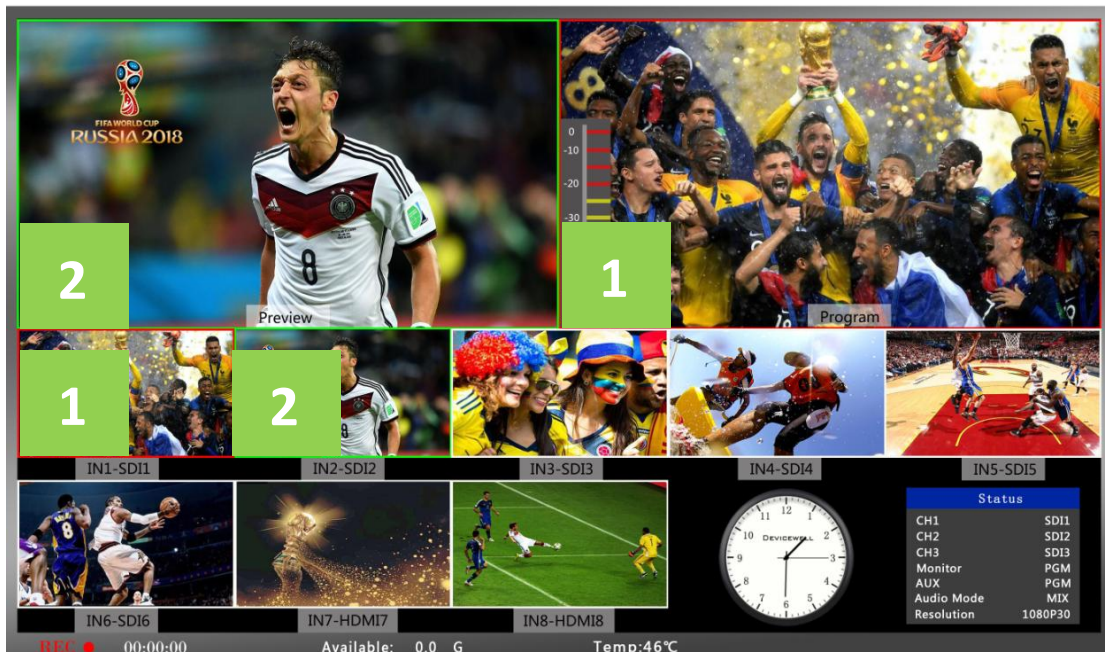 FIFA WORLD CUP
RUSSIA 2018
8
2
Preview
0
-10
-20
-30
1
Program
1
2
IN1-SDI1
IN2-SDI2
IN3-SDI3
IN4-SDI4
IN5-SDI5
8
IN6-SDI6
IN7-HDMI7
IN8-HDMI8
12
1
2
3
4
5
6
7
8
9
10
11
DEVICEWELL
Status
CH1 SDI1
CH2 SDI2
CH3 SDI3
Monitor PGM
AUX PGM
Audio Mode MIX
Resolution 1080P30
REC 00:00:00 Available: 0.0 G Temp:46℃